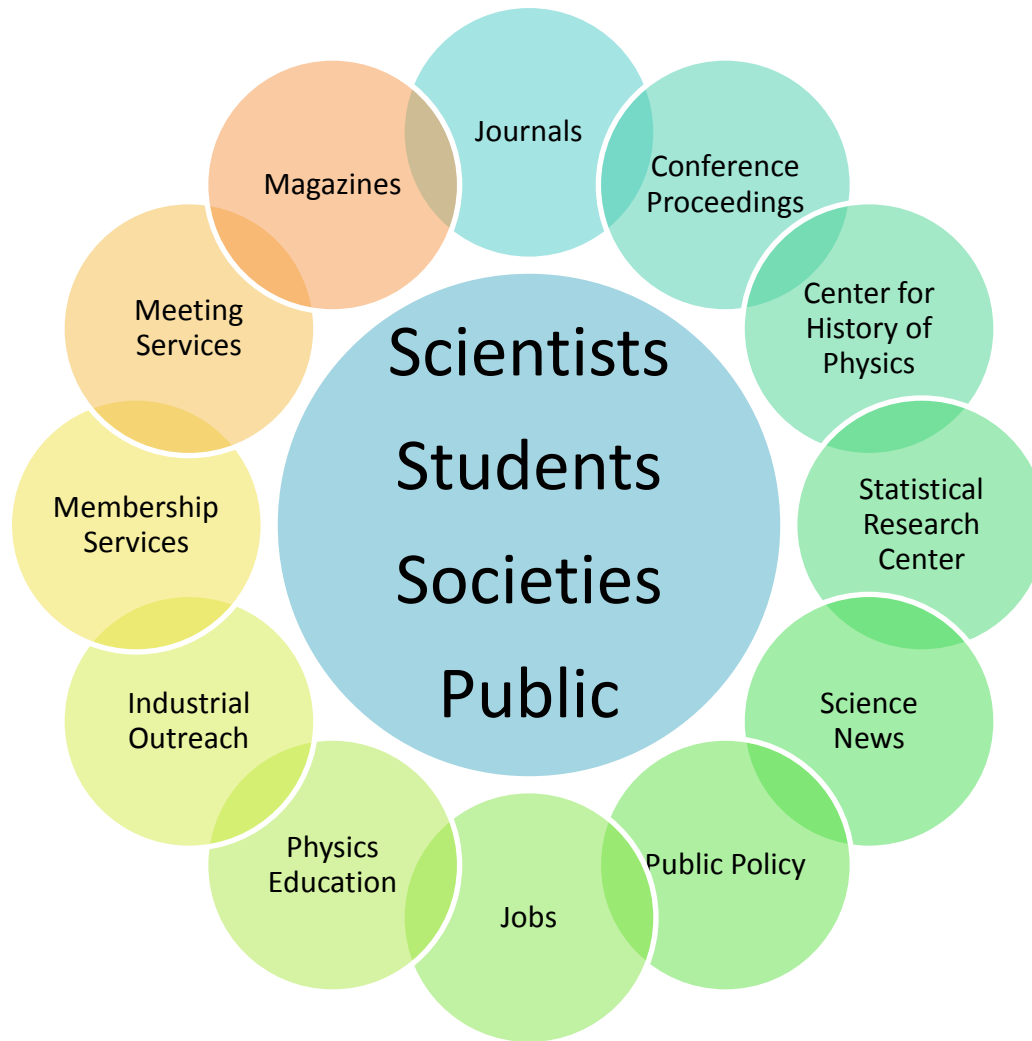 Journals
Conference
Proceedings
Center for
History of
Physics
Statistical
Research
Center
Science
News
Public Policy
Jobs
Physics
Education
Industrial
Outreach
Membership
Services
Meeting
Services
Magazines
Scientists
Students
Societies
Public